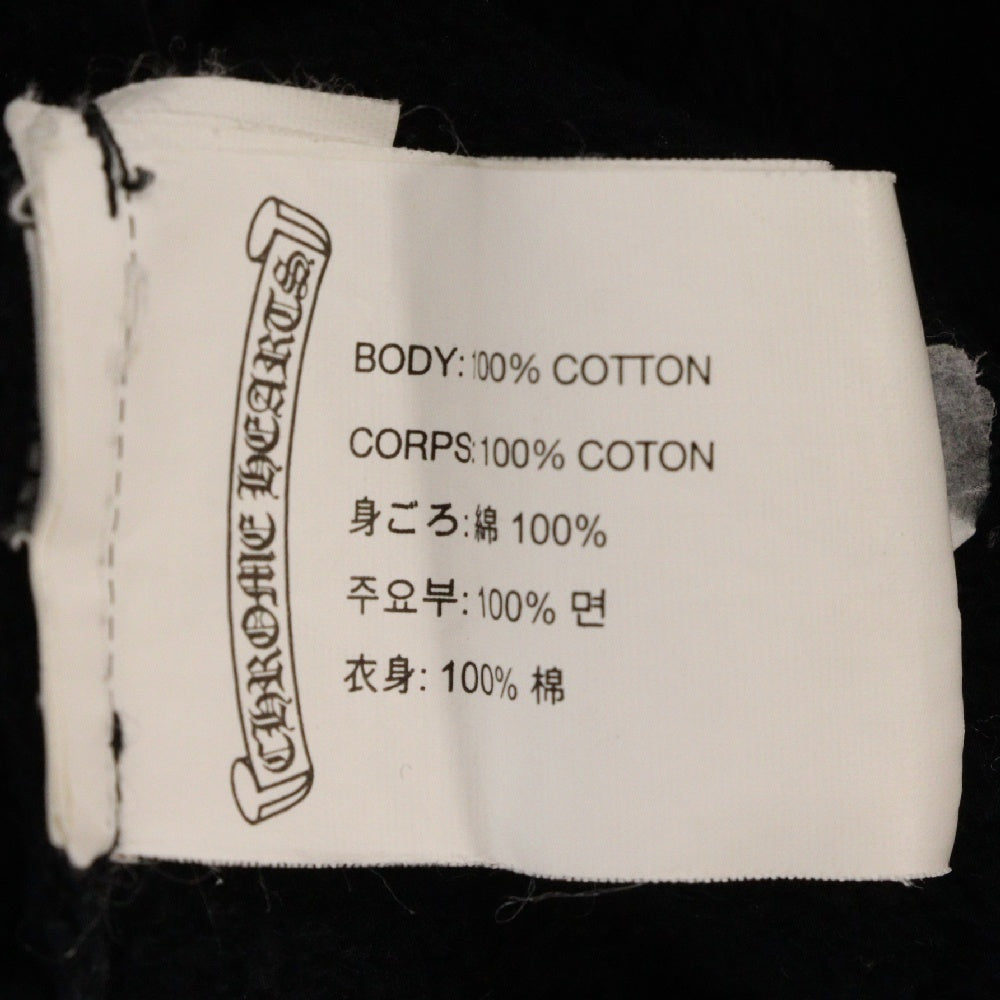 CHROME HEARTS
BODY: 100% COTTON
CORPS:100% COTON
身ごろ:綿 100%
주요부: 100% 면
衣身: 100% 棉